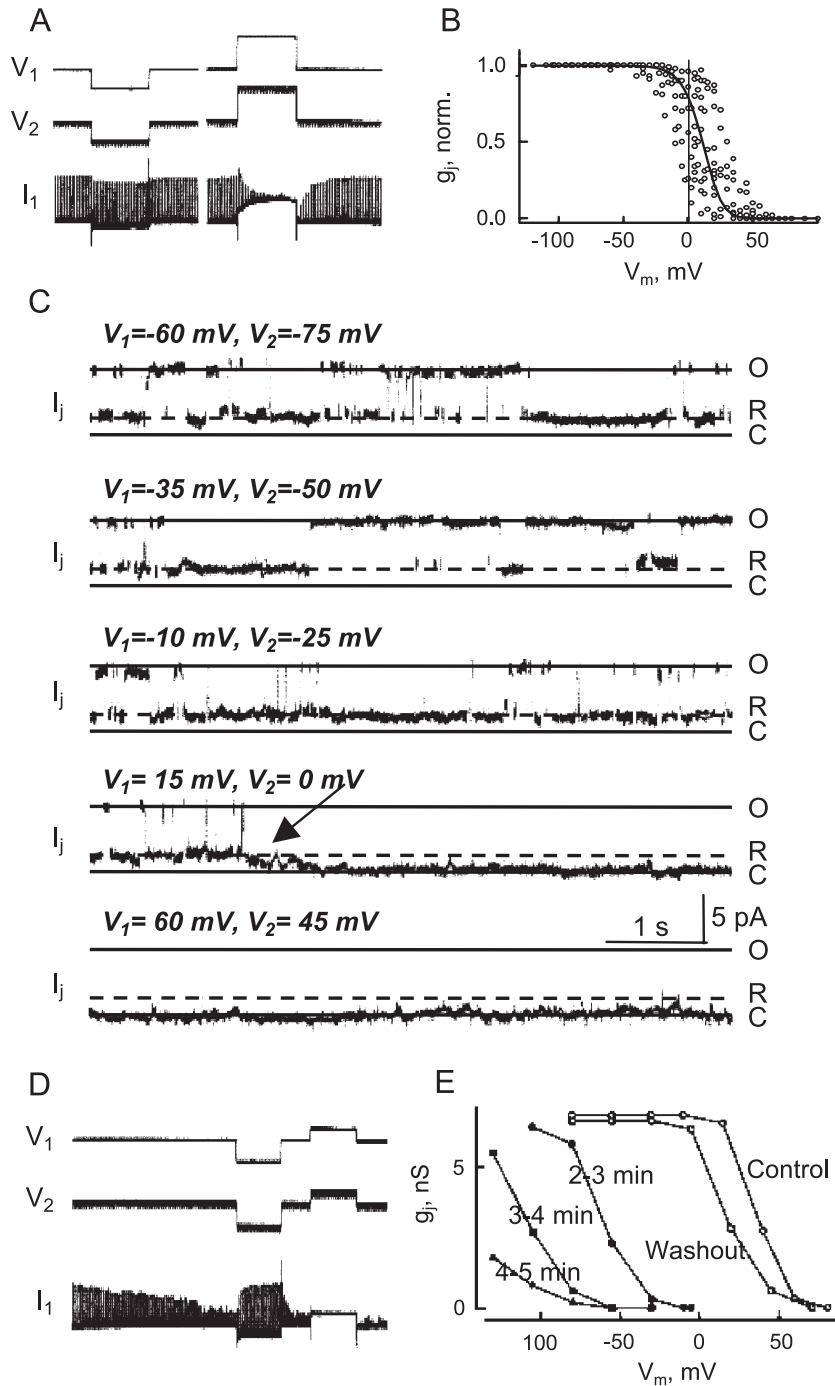 A
V1
V2
I1
B
gj, norm.
1.0
0.5
0.0
-100 -50 0 50
Vm, mV
C
V1=-60 mV, V2=-75 mV
Ij
O
R
C
V1=-35 mV, V2=-50 mV
Ij
O
R
C
V1=-10 mV, V2=-25 mV
Ij
O
R
C
V1= 15 mV, V2= 0 mV
Ij
O
R
C
1 s
5 pA
V1= 60 mV, V2= 45 mV
Ij
O
R
C
D
V1
V2
I1
E
gj, nS
5
0
2-3 min
3-4 min
4-5 min
Washout
Control
100 -50 0 50
Vm, mV